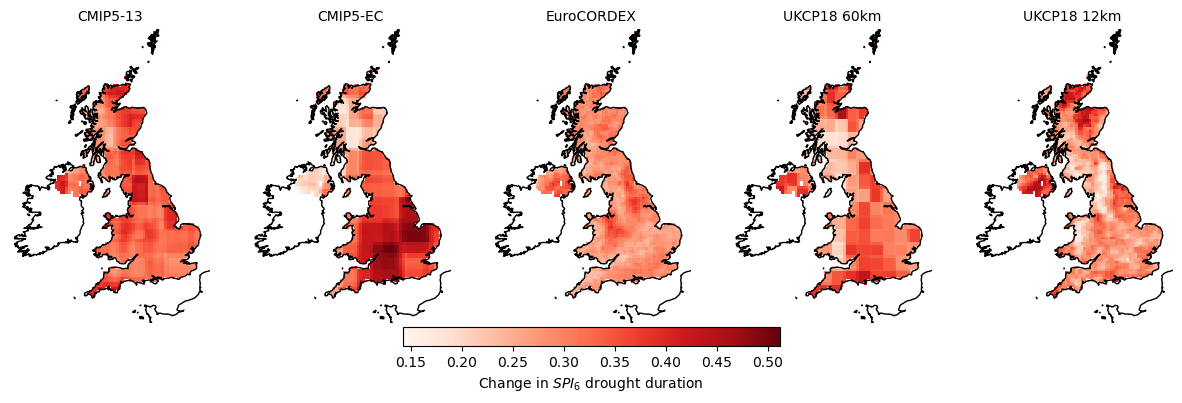 CMIP5-13 CMIP5-EC EuroCORDEX UKCP18 60km UKCP18 12km
0.15 0.20 0.25 0.30 0.35 0.40 0.45 0.50
Change in SPI₆ drought duration